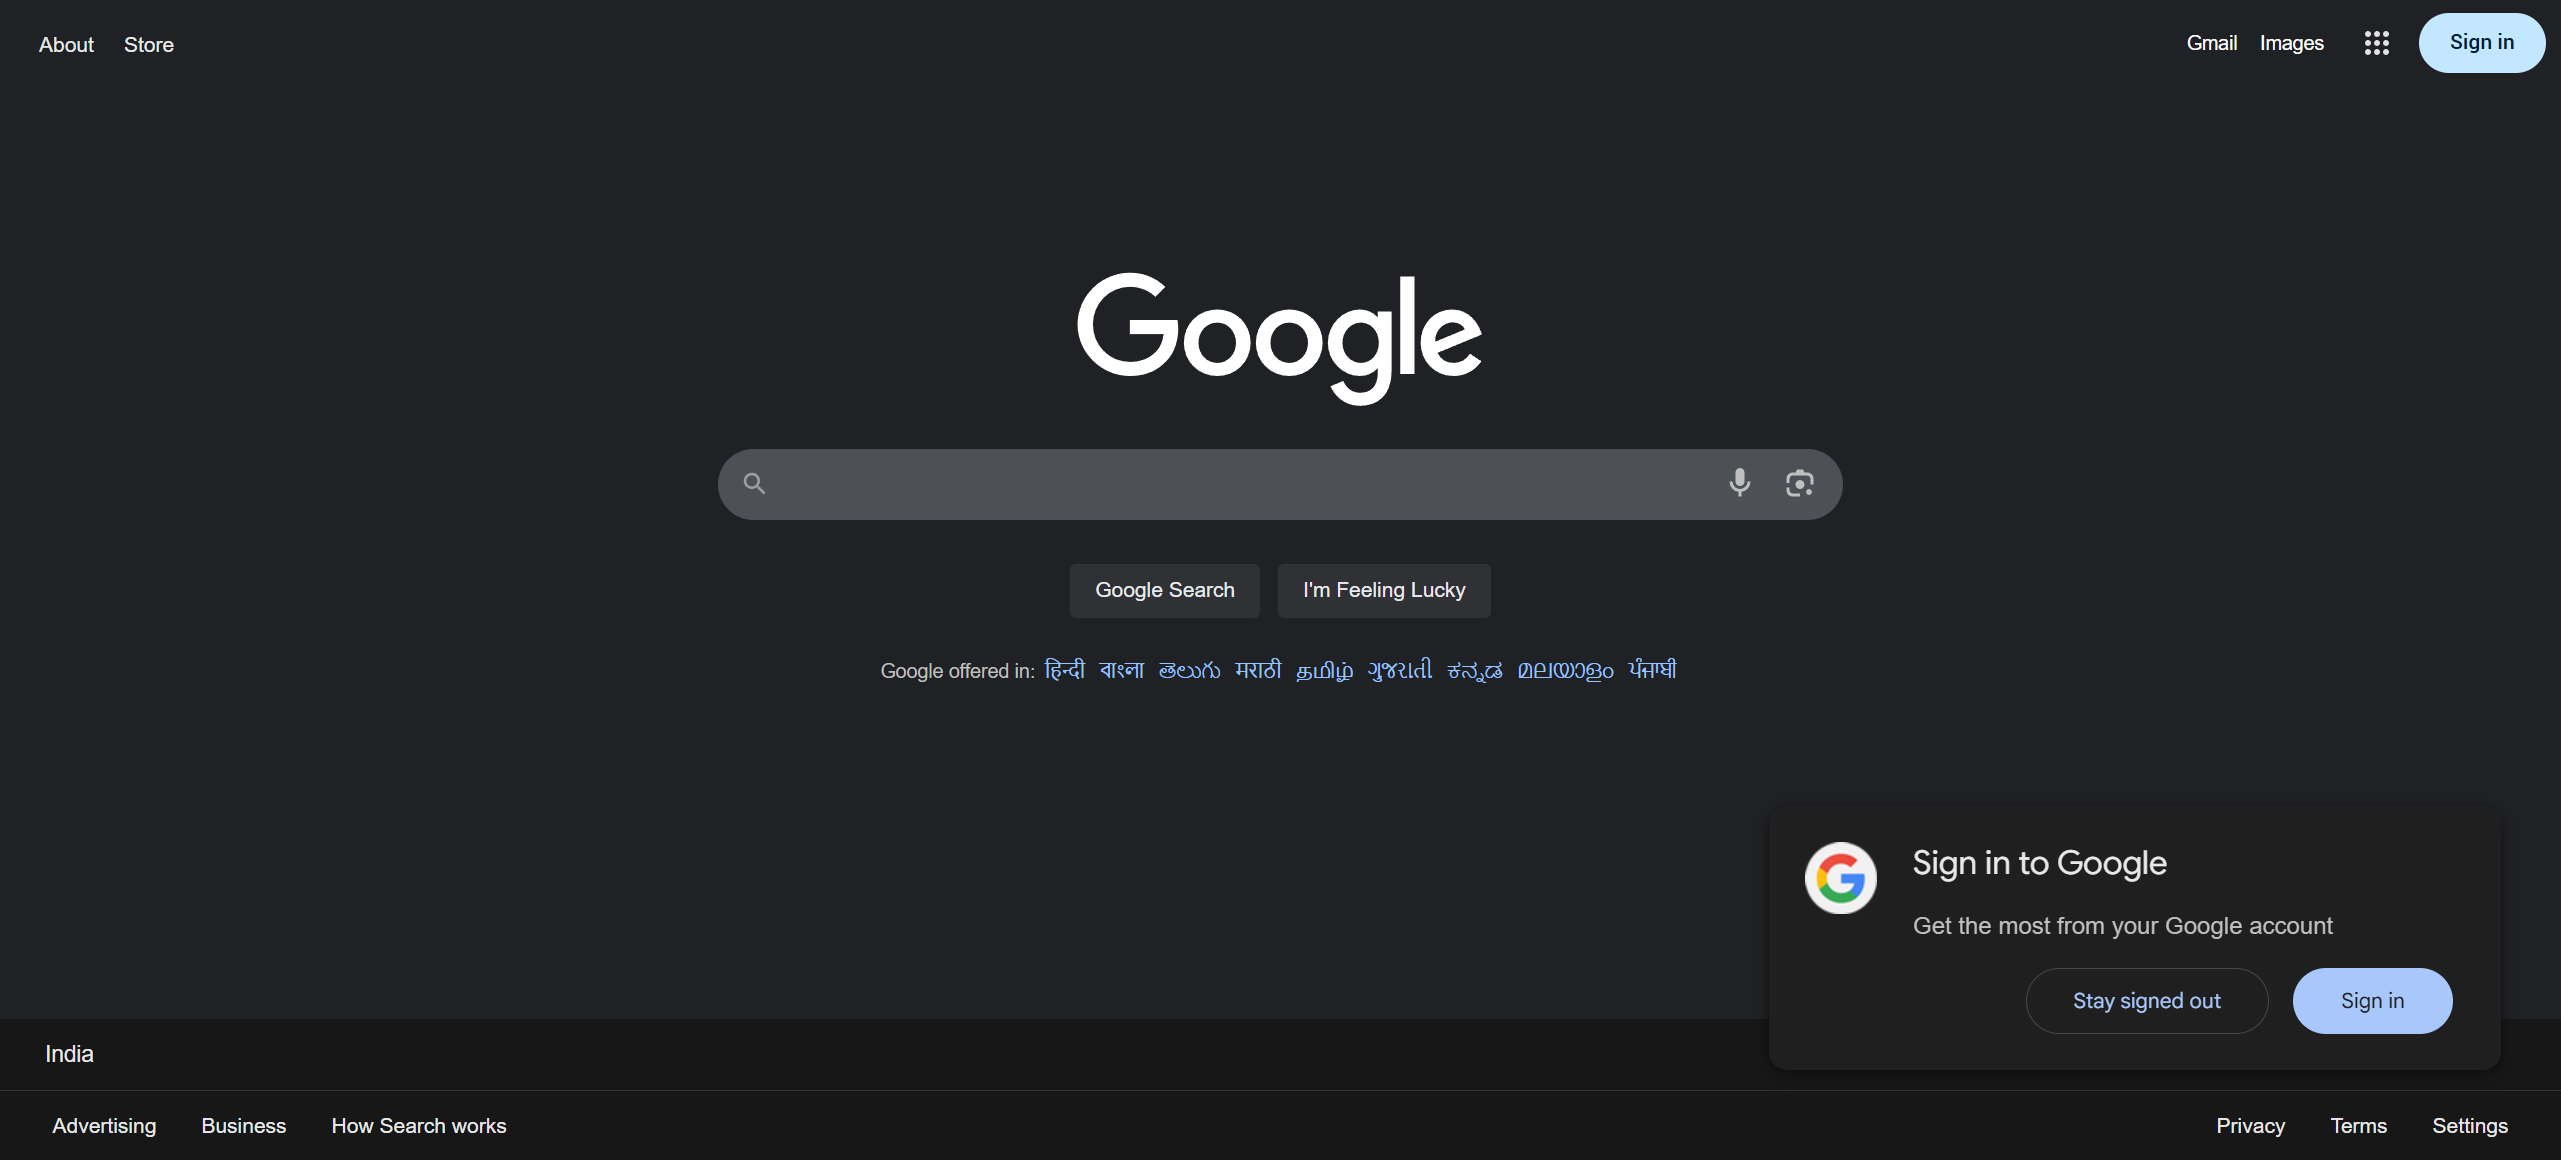 About Store
Gmail Images Sign in
Google
Google Search I'm Feeling Lucky
Google offered in: हिन्दी বাংলা తెలుగు मराठी தமிழ் ગુજરાતી ಕನ್ನಡ മലയാളം ਪੰਜਾਬੀ
Sign in to Google
Get the most from your Google account
Stay signed out Sign in
India
Advertising Business How Search works
Privacy Terms Settings